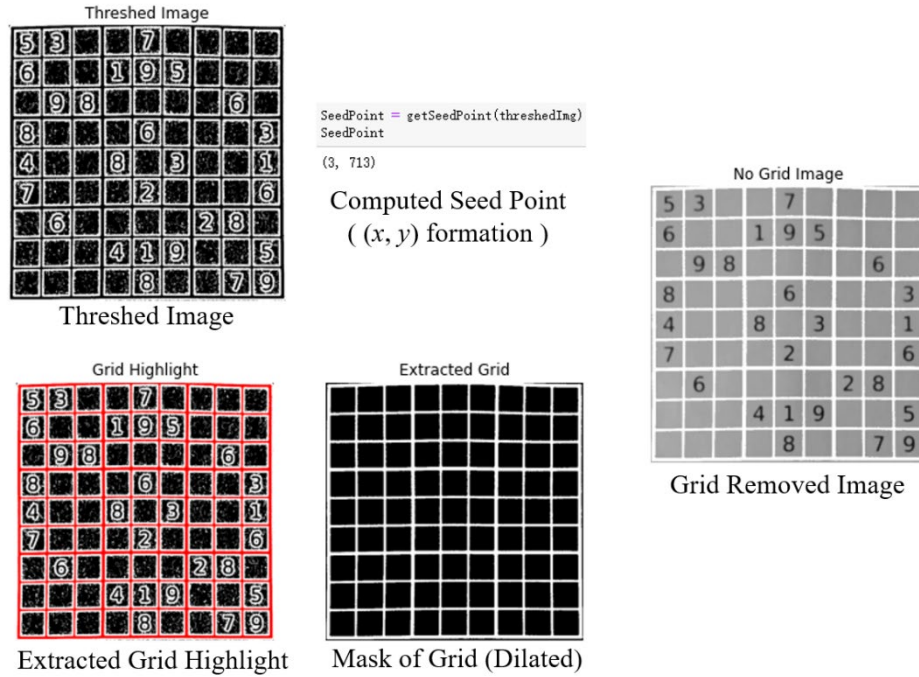 Threshed Image
5 3 7
6 1 9 5
9 8 6
8 6 3
4 8 3 1
7 2 6
6 2 8
4 1 9 5
8 7 9
Threshed Image
SeedPoint = getSeedPoint(threshedImg)
SeedPoint
(3, 713)
Computed Seed Point
( (x, y) formation )
No Grid Image
5 3 7
6 1 9 5
9 8 6
8 6 3
4 8 3 1
7 2 6
6 2 8
4 1 9 5
8 7 9
Grid Removed Image
Grid Highlight
5 3 7
6 1 9 5
9 8 6
8 6 3
4 8 3 1
7 2 6
6 2 8
4 1 9 5
8 7 9
Extracted Grid Highlight
Extracted Grid
Mask of Grid (Dilated)